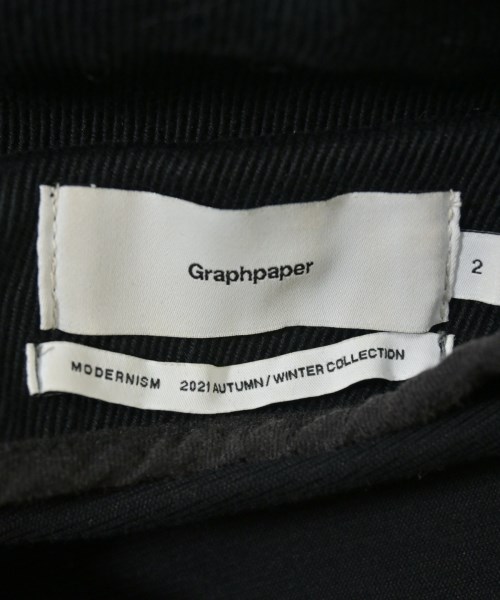 Graphpaper
2
MODERNISM 2021 AUTUMN / WINTER COLLECTION